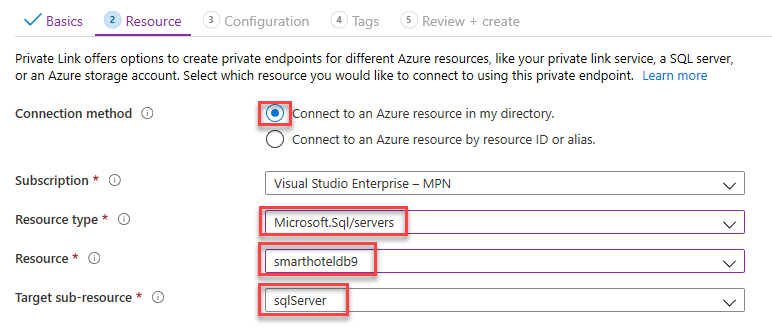 Basics 2 Resource 3 Configuration 4 Tags 5 Review + create
Private Link offers options to create private endpoints for different Azure resources, like your private link service, a SQL server,
or an Azure storage account. Select which resource you would like to connect to using this private endpoint. Learn more
Connection method Connect to an Azure resource in my directory.
Connect to an Azure resource by resource ID or alias.
Subscription * Visual Studio Enterprise – MPN
Resource type * Microsoft.Sql/servers
Resource * smarthoteldb9
Target sub-resource * sqlServer